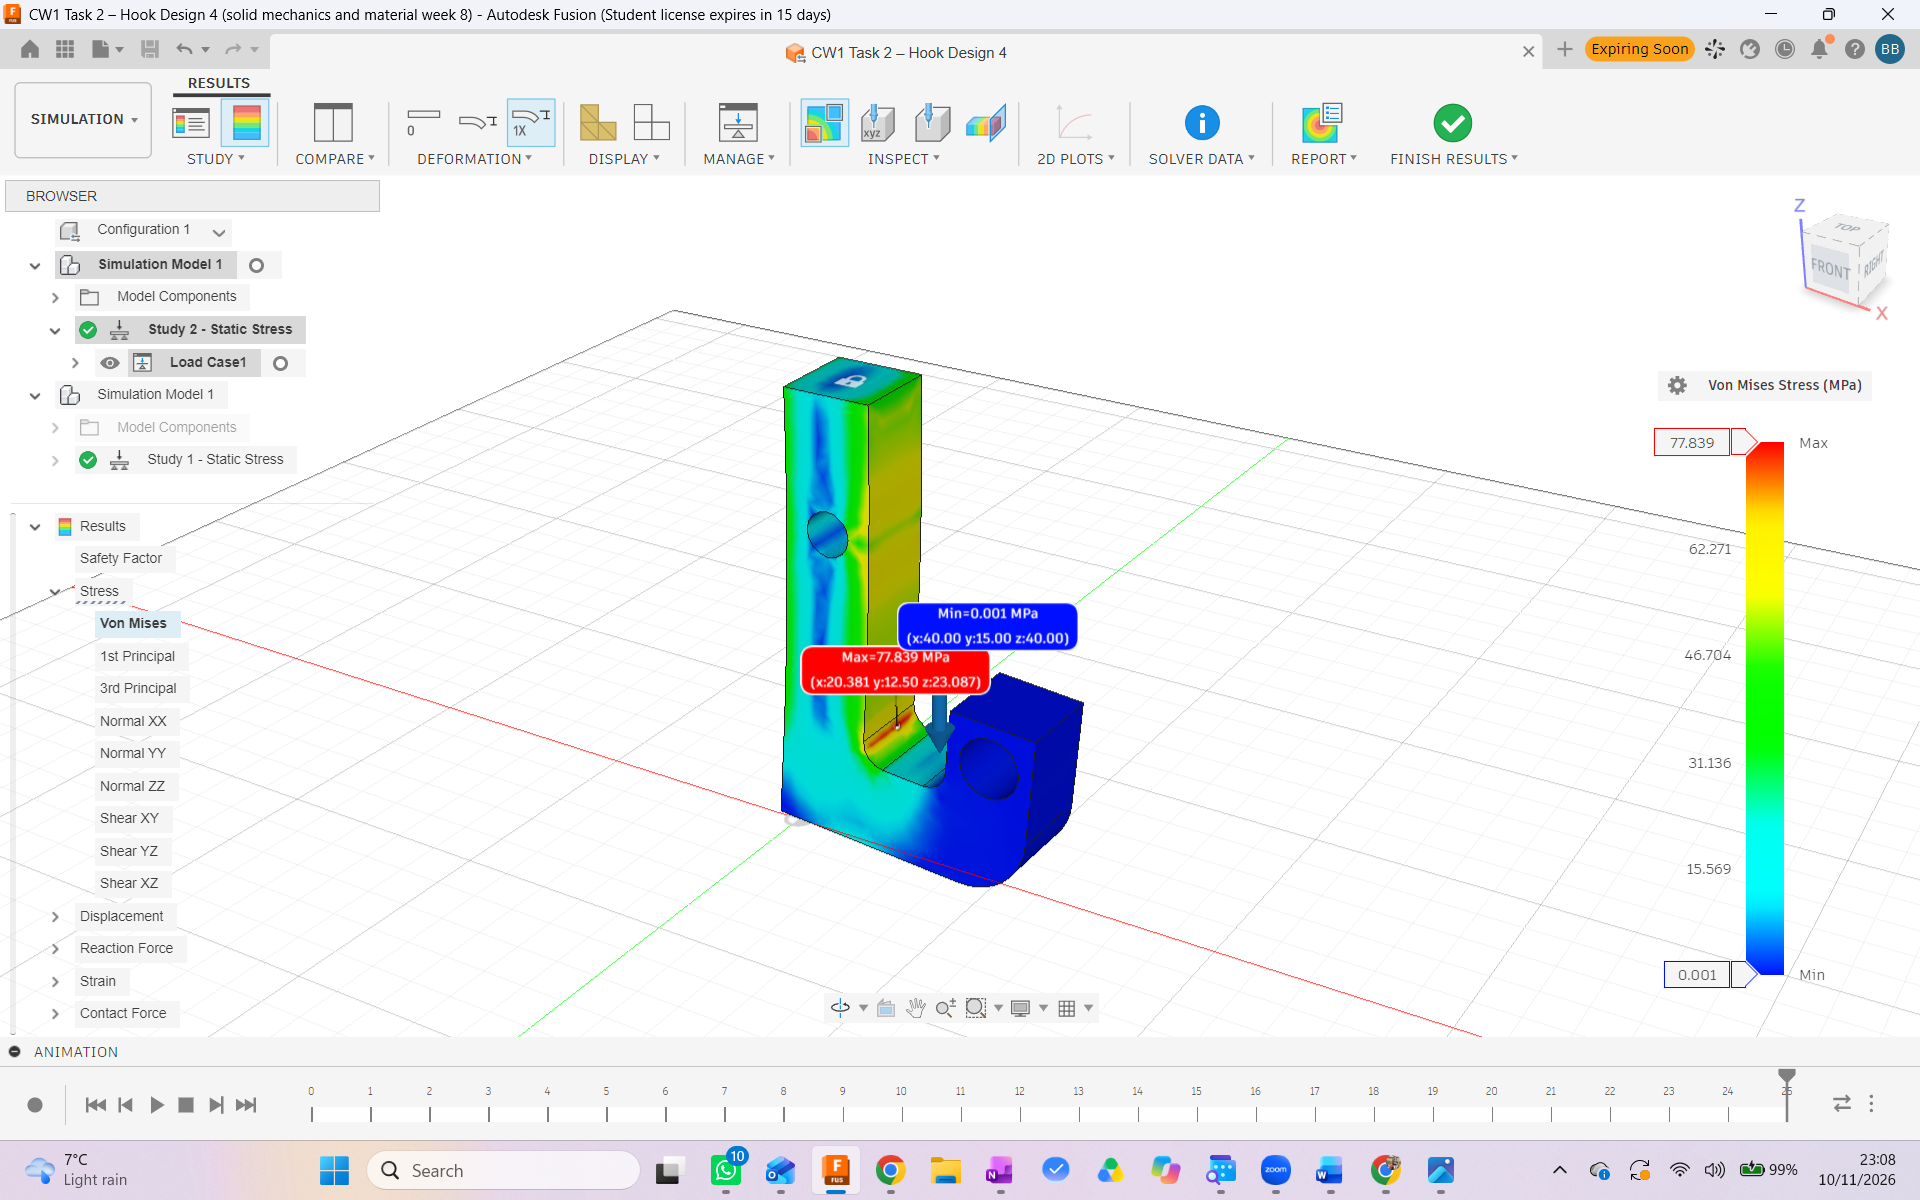 CW1 Task 2 – Hook Design 4 (solid mechanics and material week 8) - Autodesk Fusion (Student license expires in 15 days)
CW1 Task 2 – Hook Design 4
Expiring Soon
BB
RESULTS
SIMULATION
STUDY
COMPARE
DEFORMATION
DISPLAY
MANAGE
INSPECT
2D PLOTS
SOLVER DATA
REPORT
FINISH RESULTS
0
1X
xyz
BROWSER
Configuration 1
Simulation Model 1
Model Components
Study 2 - Static Stress
Load Case1
Simulation Model 1
Model Components
Study 1 - Static Stress
Results
Safety Factor
Stress
Von Mises
1st Principal
3rd Principal
Normal XX
Normal YY
Normal ZZ
Shear XY
Shear YZ
Shear XZ
Displacement
Reaction Force
Strain
Contact Force
Min=0.001 MPa
(x:40.00 y:15.00 z:40.00)
Max=77.839 MPa
(x:20.381 y:12.50 z:23.087)
Z
TOP
FRONT
RIGHT
X
Von Mises Stress (MPa)
77.839 Max
62.271
46.704
31.136
15.569
0.001 Min
ANIMATION
0 1 2 3 4 5 6 7 8 9 10 11 12 13 14 15 16 17 18 19 20 21 22 23 24 25
7°C
Light rain
Search
10
F
FUS
zoom
99%
23:08
10/11/2026